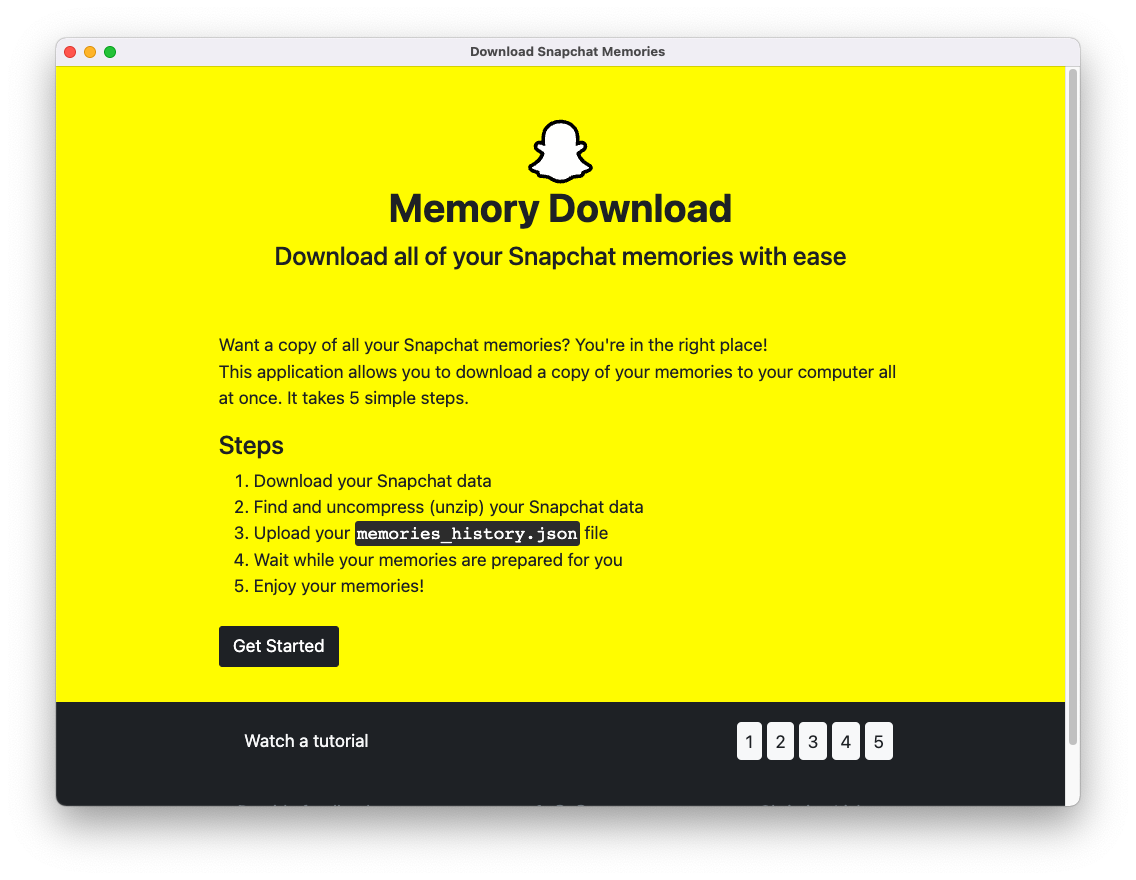 Download Snapchat Memories
Memory Download
Download all of your Snapchat memories with ease
Want a copy of all your Snapchat memories? You're in the right place!
This application allows you to download a copy of your memories to your computer all
at once. It takes 5 simple steps.
Steps
1. Download your Snapchat data
2. Find and uncompress (unzip) your Snapchat data
3. Upload your memories_history.json file
4. Wait while your memories are prepared for you
5. Enjoy your memories!
Get Started
Watch a tutorial
1 2 3 4 5